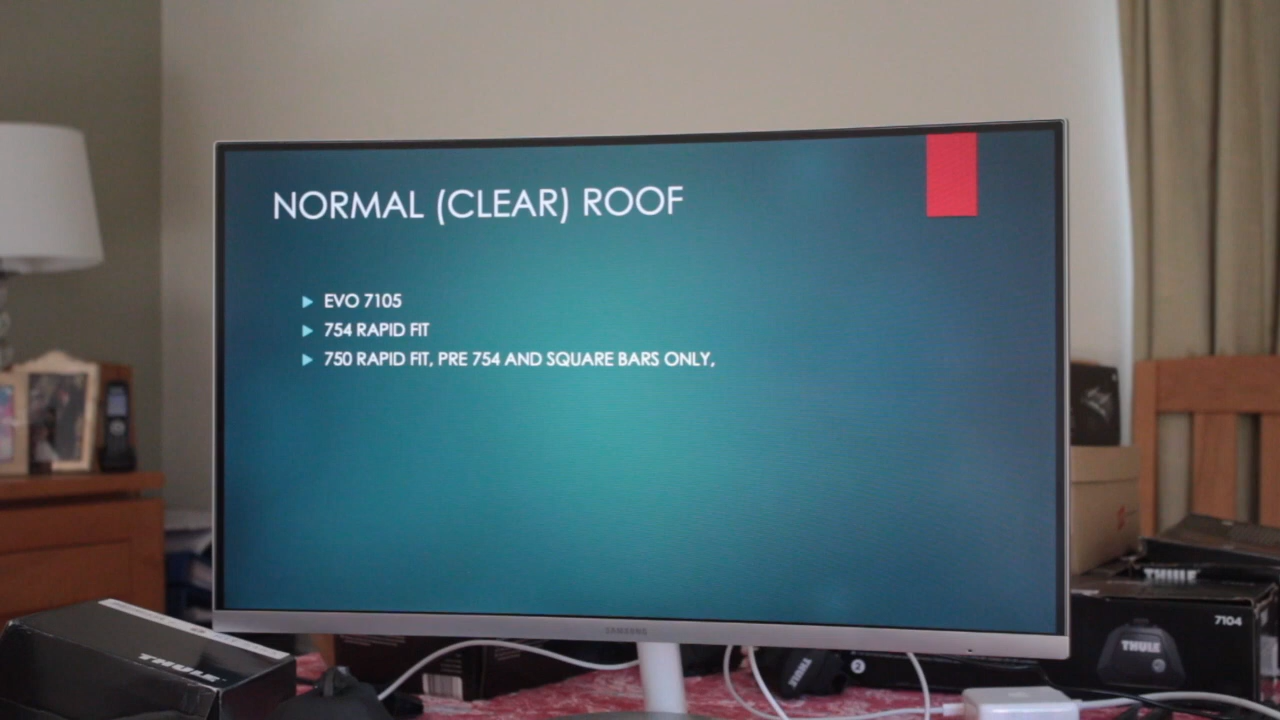 NORMAL (CLEAR) ROOF
EVO 7105
754 RAPID FIT
750 RAPID FIT, PRE 754 AND SQUARE BARS ONLY,
SAMSUNG
THULE
THULE
7104
THULE
THULE
2